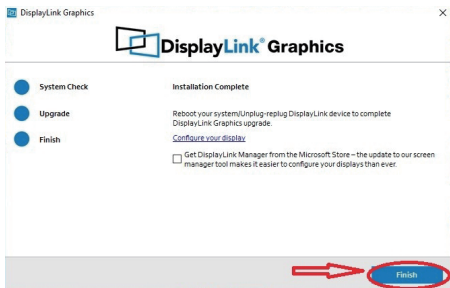 DisplayLink Graphics
DisplayLink® Graphics
System Check
Installation Complete
Upgrade
Reboot your system/Unplug-replug DisplayLink device to complete
DisplayLink Graphics upgrade.
Finish
Configure your display
Get DisplayLink Manager from the Microsoft Store – the update to our screen
manager tool makes it easier to configure your displays than ever.
Finish